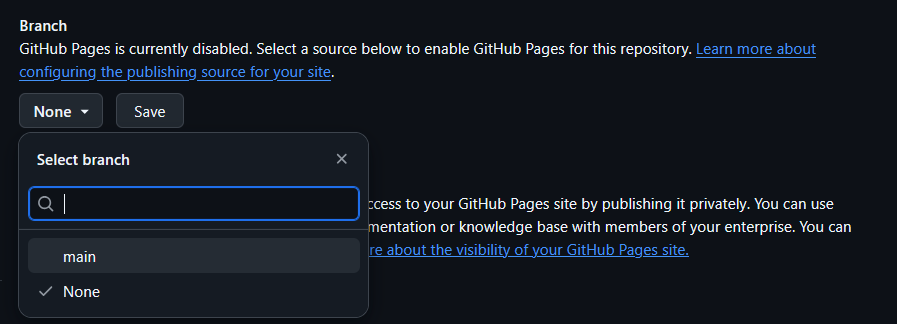 Branch
GitHub Pages is currently disabled. Select a source below to enable GitHub Pages for this repository. Learn more about
configuring the publishing source for your site.
None
Save
Select branch
ccess to your GitHub Pages site by publishing it privately. You can use
mentation or knowledge base with members of your enterprise. You can
re about the visibility of your GitHub Pages site.
main
None